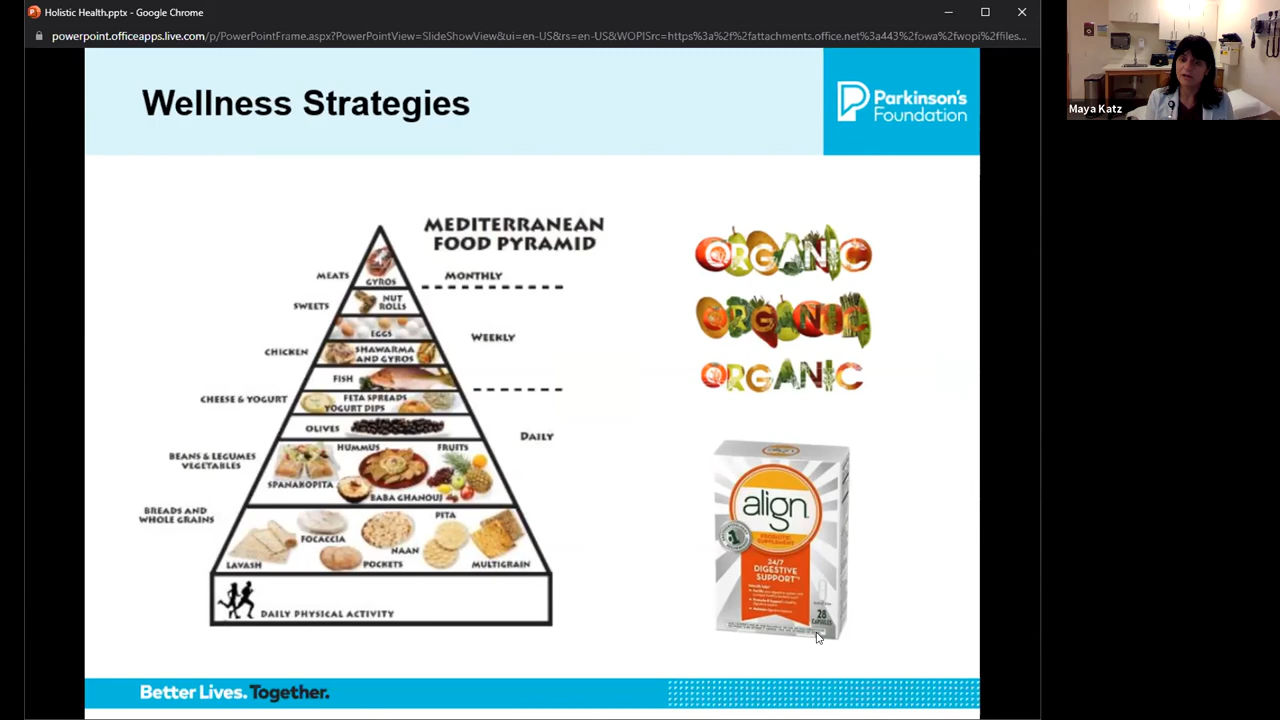 Holistic Health.pptx - Google Chrome
powerpoint.officeapps.live.com/p/PowerPointFrame.aspx?PowerPointView=SlideShowView&ui=en-US&rs=en-US&WOPISrc=https%3a%2f%2fattachments.office.net%3a443%2fowa%2fwopi%2ffiles...
Maya Katz
Wellness Strategies
Parkinson's
Foundation
MEDITERRANEAN
FOOD PYRAMID
MEATS
GYROS
MONTHLY
SWEETS
NUT
ROLLS
EGGS
WEEKLY
CHICKEN
SHAWARMA
AND GYROS
FISH
CHEESE & YOGURT
FETA SPREADS
YOGURT DIPS
OLIVES
DAILY
BEANS & LEGUMES
VEGETABLES
HUMMUS
FRUITS
SPANAKOPITA
BABA GHANOUJ
BREADS AND
WHOLE GRAINS
PITA
FOCACCIA
NAAN
LAVASH
POCKETS
MULTIGRAIN
DAILY PHYSICAL ACTIVITY
ORGANIC
ORGANIC
ORGANIC
align
PROBIOTIC
SUPPLEMENT
#1
24/7
DIGESTIVE
SUPPORT
28
CAPSULES
Better Lives. Together.